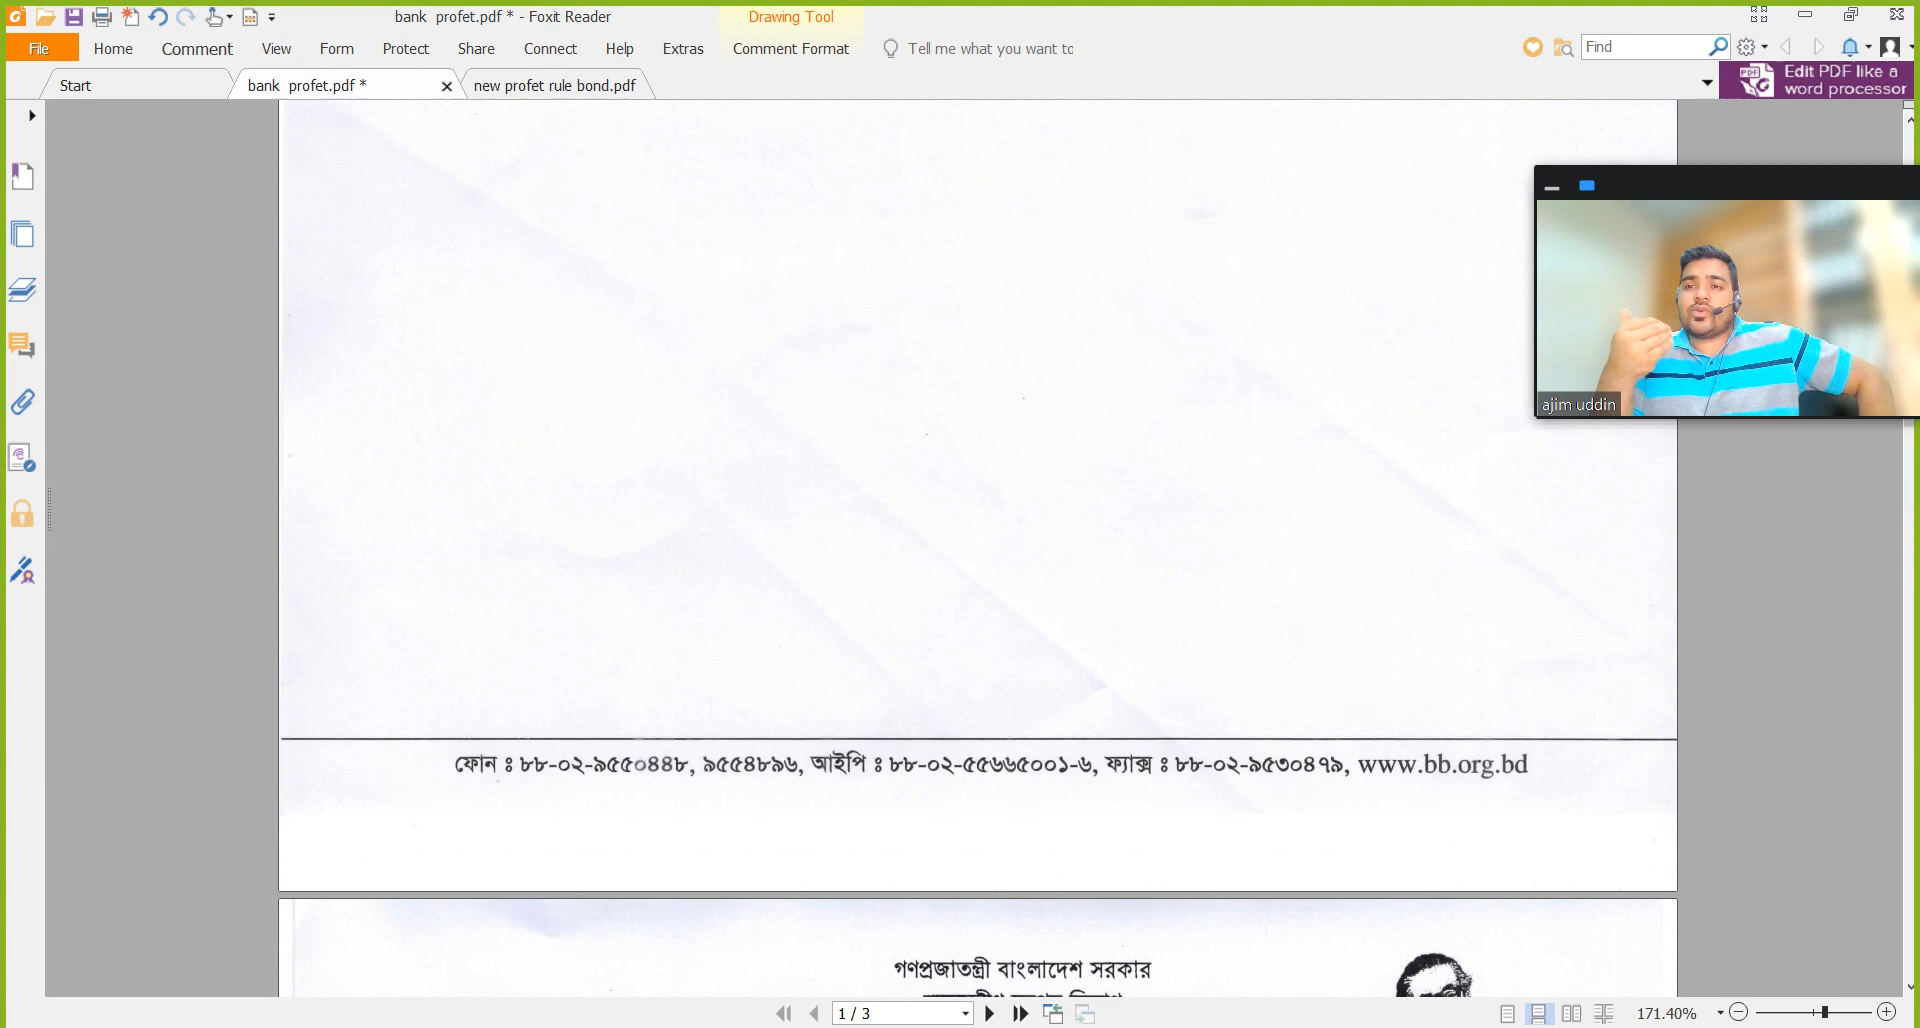 bank profet.pdf * - Foxit Reader
Drawing Tool
File Home Comment View Form Protect Share Connect Help Extras Comment Format Tell me what you want to
Find
Start
bank profet.pdf *
new profet rule bond.pdf
Edit PDF like a
word processor
ajim uddin
ফোন ঃ ৮৮-০২-৯৫৫০৪৪৮, ৯৫৫৪৮৯৬, আইপি ঃ ৮৮-০২-৫৫৬৬৫০০১-৬, ফ্যাক্স ঃ ৮৮-০২-৯৫৩০৪৭৯, www.bb.org.bd
গণপ্রজাতন্ত্রী বাংলাদেশ সরকার
1 / 3
171.40%